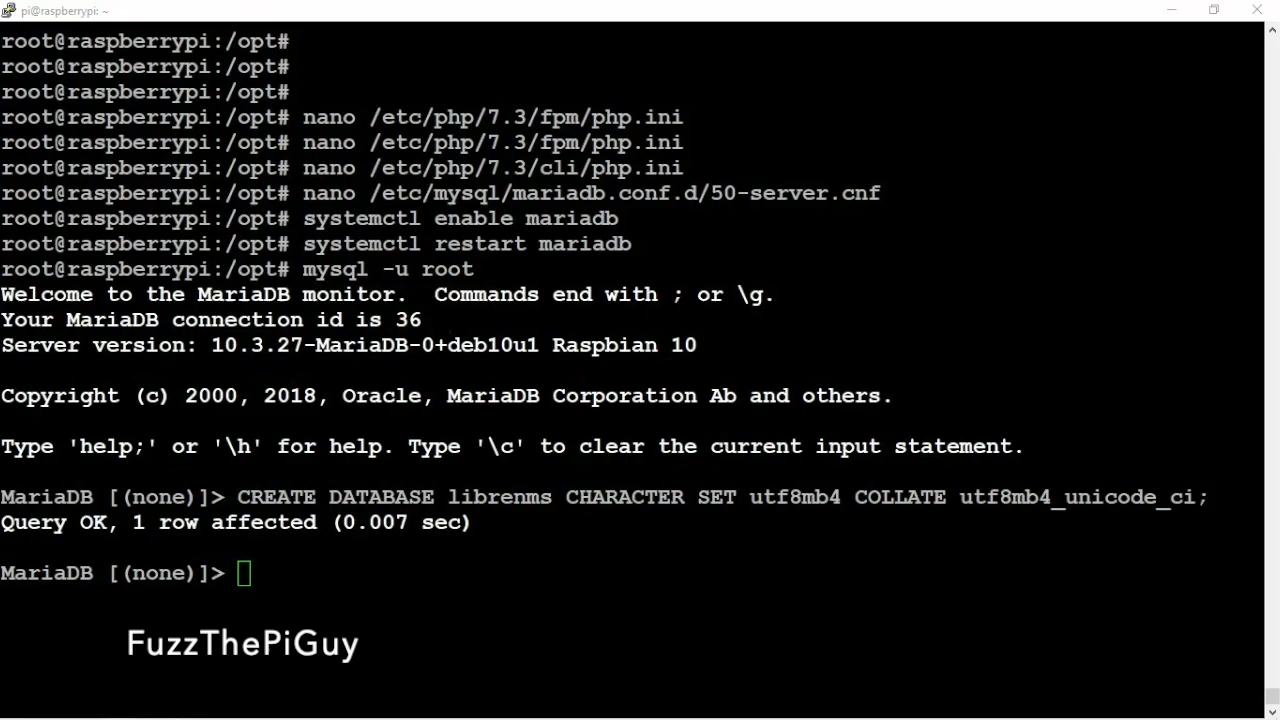 pi@raspberrypi: ~
root@raspberrypi:/opt#
root@raspberrypi:/opt#
root@raspberrypi:/opt#
root@raspberrypi:/opt# nano /etc/php/7.3/fpm/php.ini
root@raspberrypi:/opt# nano /etc/php/7.3/fpm/php.ini
root@raspberrypi:/opt# nano /etc/php/7.3/cli/php.ini
root@raspberrypi:/opt# nano /etc/mysql/mariadb.conf.d/50-server.cnf
root@raspberrypi:/opt# systemctl enable mariadb
root@raspberrypi:/opt# systemctl restart mariadb
root@raspberrypi:/opt# mysql -u root
Welcome to the MariaDB monitor.  Commands end with ; or \g.
Your MariaDB connection id is 36
Server version: 10.3.27-MariaDB-0+deb10u1 Raspbian 10
Copyright (c) 2000, 2018, Oracle, MariaDB Corporation Ab and others.
Type 'help;' or '\h' for help. Type '\c' to clear the current input statement.
MariaDB [(none)]> CREATE DATABASE librenms CHARACTER SET utf8mb4 COLLATE utf8mb4_unicode_ci;
Query OK, 1 row affected (0.007 sec)
MariaDB [(none)]>
FuzzThePiGuy